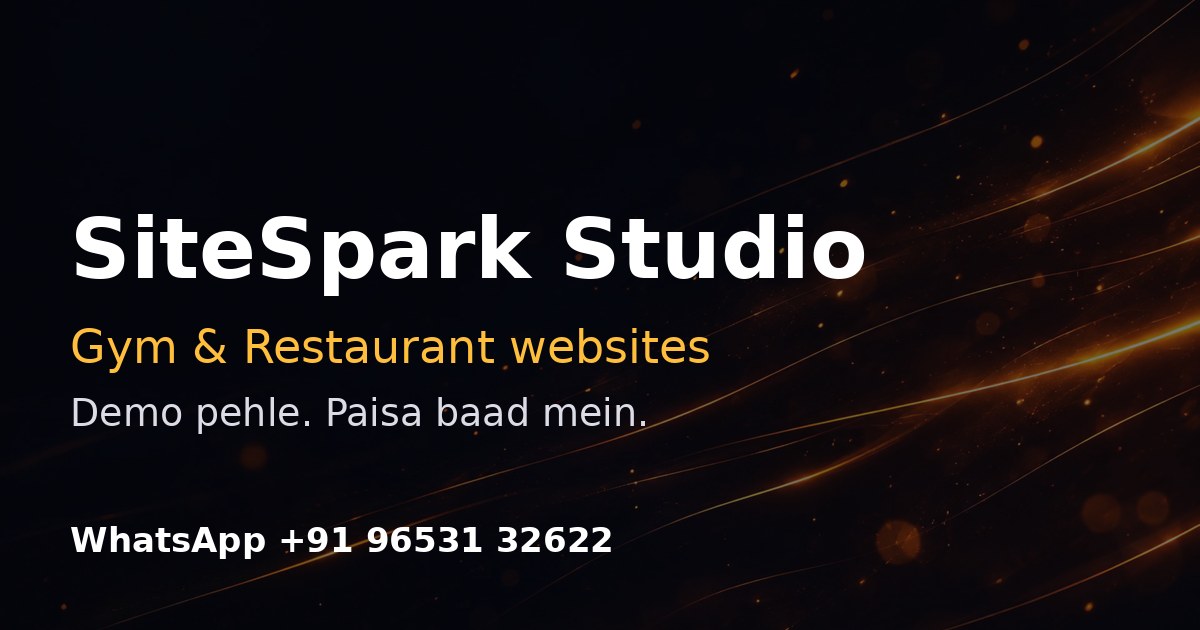 SiteSpark Studio
Gym & Restaurant websites
Demo pehle. Paisa baad mein.
WhatsApp +91 96531 32622